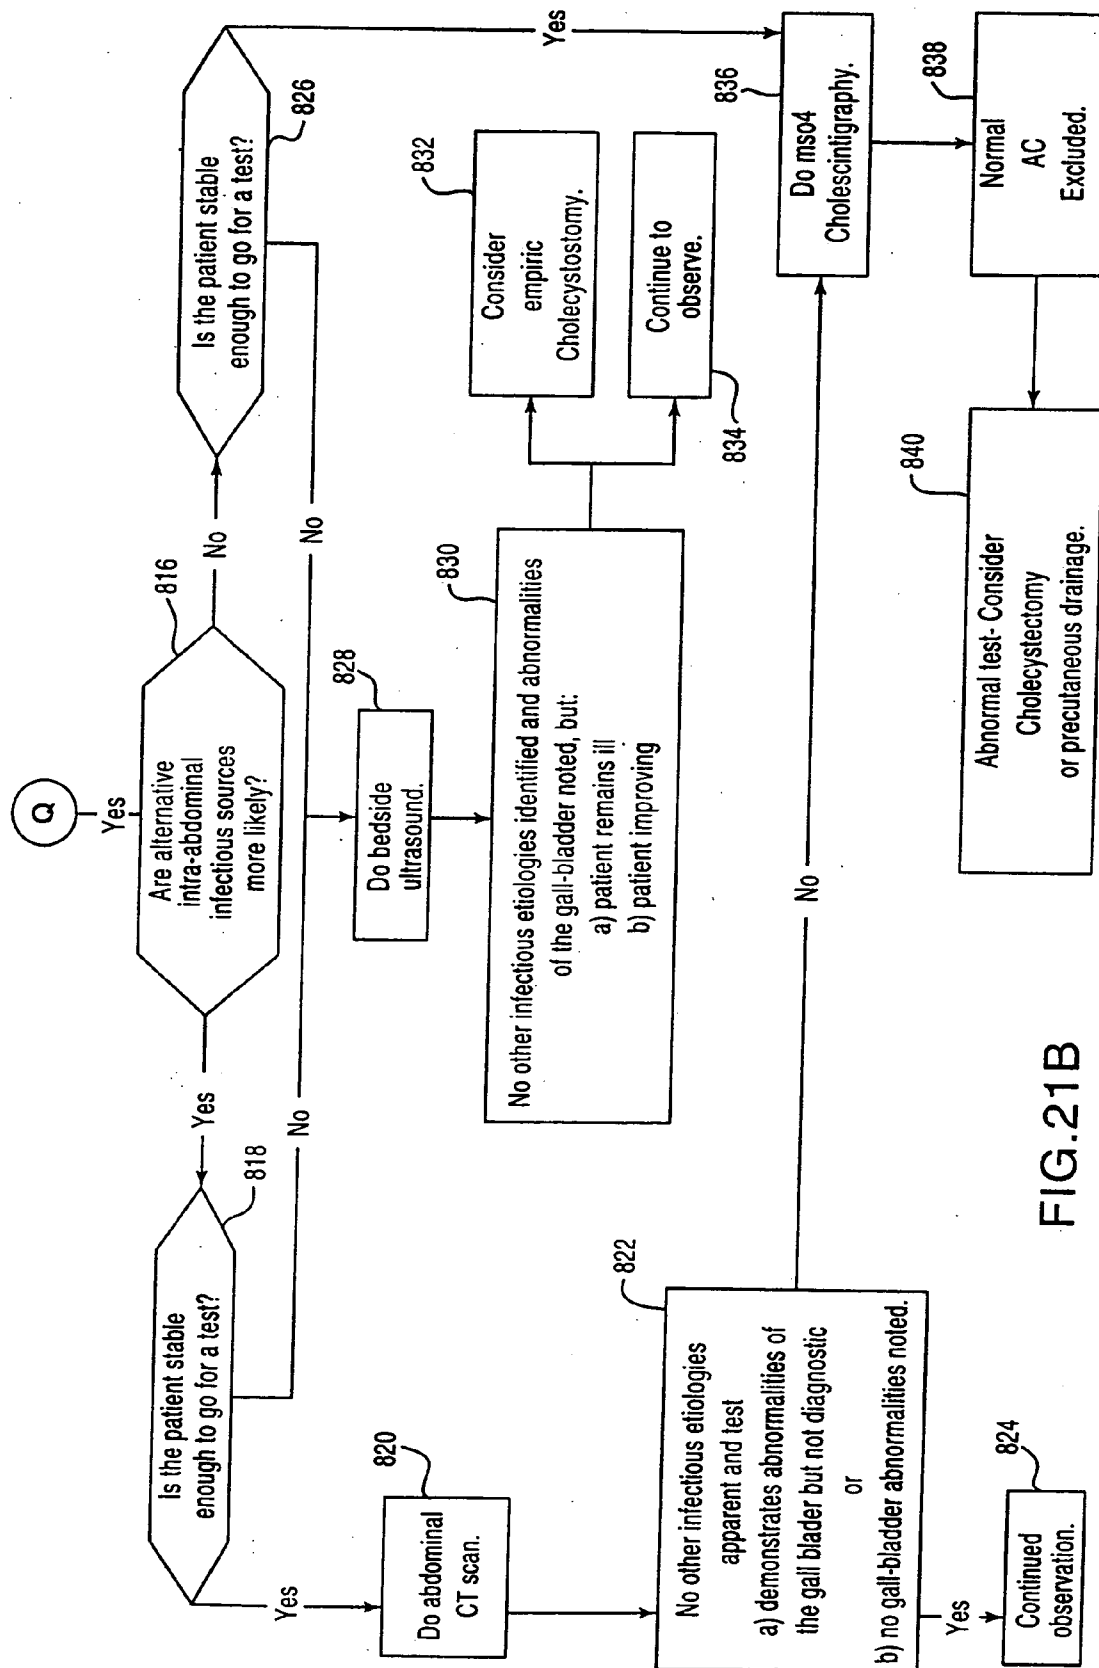 Q
Yes
Are alternative
intra-abdominal
infectious sources
more likely?
816
Yes
No
Is the patient stable
enough to go for a test?
818
Is the patient stable
enough to go for a test?
826
No
No
Yes
Yes
Do abdominal
CT scan.
820
Do bedside
ultrasound.
828
No other infectious etiologies identified and abnormalities
of the gall-bladder noted, but:
a) patient remains ill
b) patient improving
830
Consider
empiric
Cholecystostomy.
832
Continue to
observe.
834
No other infectious etiologies
apparent and test
a) demonstrates abnormalities of
the gall blader but not diagnostic
or
b) no gall-bladder abnormalities noted.
822
No
Yes
Continued
observation.
824
Do mso4
Cholescintigraphy.
836
Normal
AC
Excluded.
838
Abnormal test- Consider
Cholecystectomy
or precutaneous drainage.
840
FIG.21B